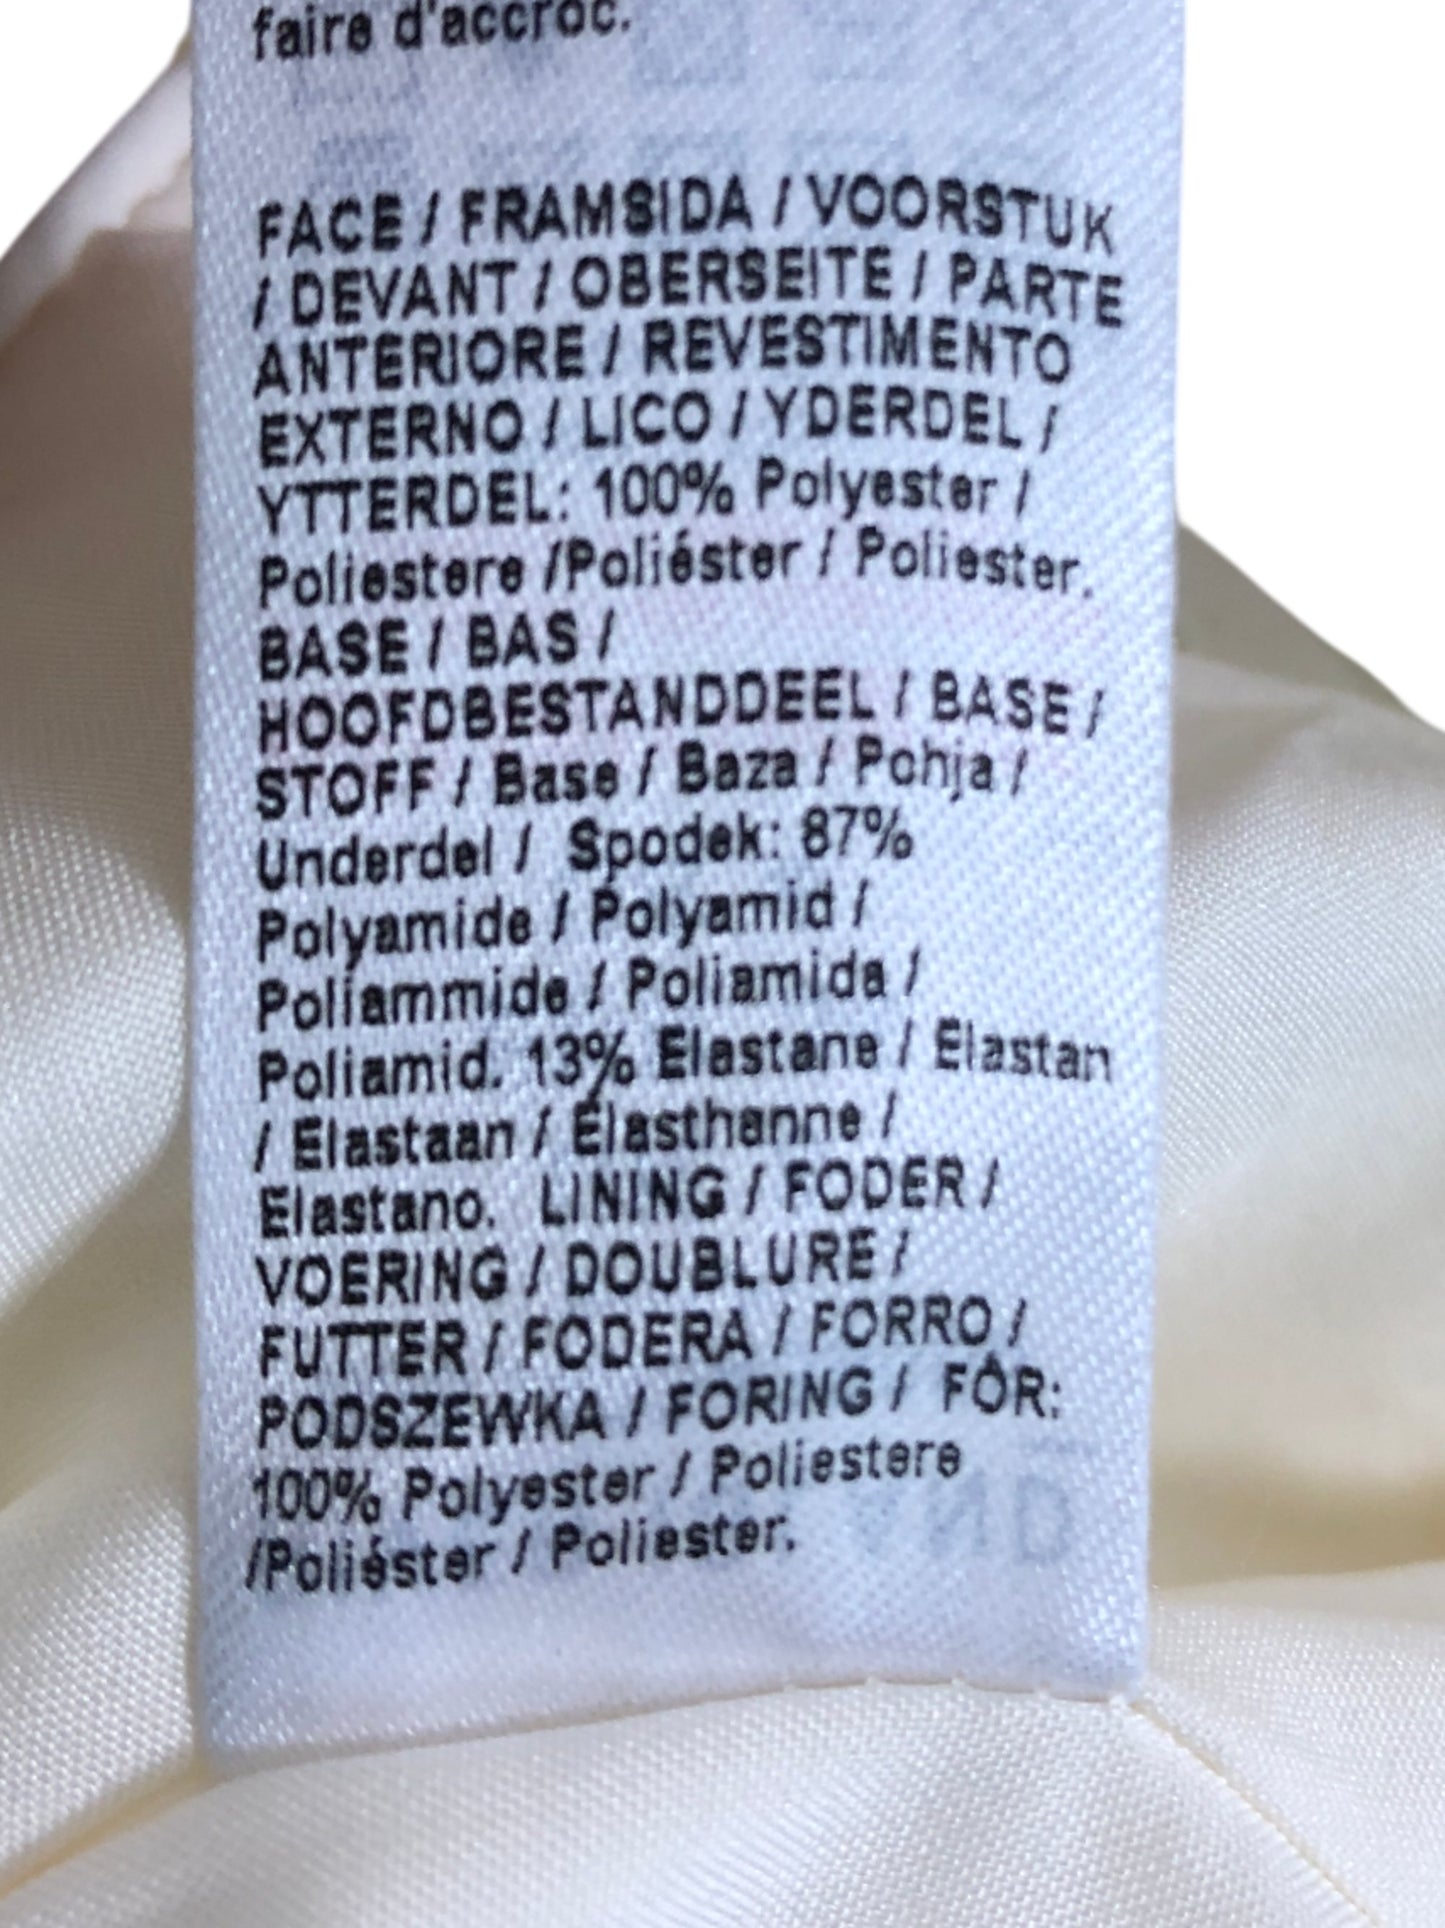 faire d'accroc.
FACE / FRAMSIDA / VOORSTUK
/ DEVANT / OBERSEITE / PARTE
ANTERIORE / REVESTIMENTO
EXTERNO / LICO / YDERDEL /
YTTERDEL: 100% Polyester /
Poliestere /Poliéster / Poliester.
BASE / BAS /
HOOFDBESTANDDEEL / BASE /
STOFF / Base / Baza / Pohja /
Underdel / Spodek: 87%
Polyamide / Polyamid /
Poliammide / Poliamida /
Poliamid. 13% Elastane / Elastan
/ Elastaan / Élasthanne /
Elastano. LINING / FODER /
VOERING / DOUBLURE /
FUTTER / FODERA / FORRO /
PODSZEWKA / FORING / FÔR:
100% Polyester / Poliestere
/Poliéster / Poliester.